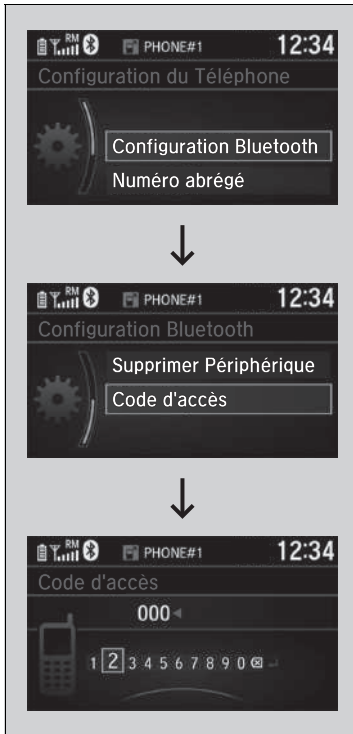 RM PHONE#1 12:34
Configuration du Téléphone
Configuration Bluetooth
Numéro abrégé
RM PHONE#1 12:34
Configuration Bluetooth
Supprimer Périphérique
Code d'accès
RM PHONE#1 12:34
Code d'accès
000
1 2 3 4 5 6 7 8 9 0